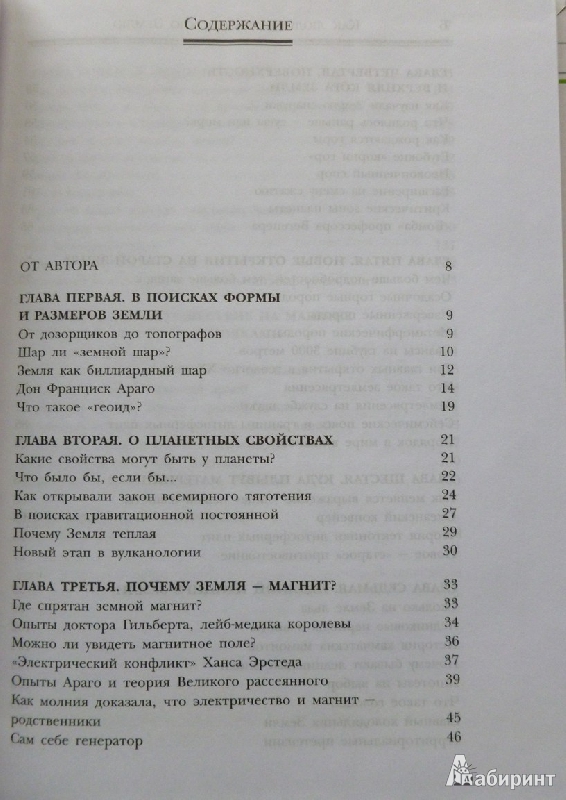 Содержание
ОТ АВТОРА 8
ГЛАВА ПЕРВАЯ. В ПОИСКАХ ФОРМЫ
И РАЗМЕРОВ ЗЕМЛИ 9
От дозорщиков до топографов 9
Шар ли «земной шар»? 10
Земля как биллиардный шар 12
Дон Франциск Араго 14
Что такое «геоид»? 19
ГЛАВА ВТОРАЯ. О ПЛАНЕТНЫХ СВОЙСТВАХ 21
Какие свойства могут быть у планеты? 21
Что было бы, если бы... 22
Как открывали закон всемирного тяготения 24
В поисках гравитационной постоянной 27
Почему Земля теплая 29
Новый этап в вулканологии 30
ГЛАВА ТРЕТЬЯ. ПОЧЕМУ ЗЕМЛЯ — МАГНИТ? 33
Где спрятан земной магнит? 33
Опыты доктора Гильберта, лейб-медика королевы 34
Можно ли увидеть магнитное поле? 36
«Электрический конфликт» Ханса Эрстеда 37
Опыты Араго и теория Великого рассеянного 39
Как молния доказала, что электричество и магнит —
родственники 45
Сам себе генератор 46
Лабиринт